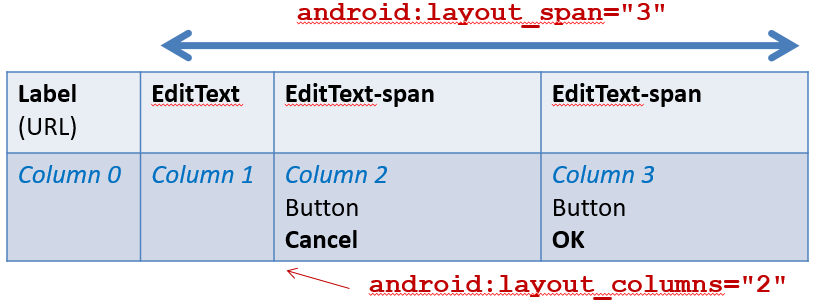 android:layout_span="3"
Label EditText EditText-span EditText-span
(URL)
Column 0 Column 1 Column 2 Column 3
Button Button
Cancel OK
android:layout_columns="2"